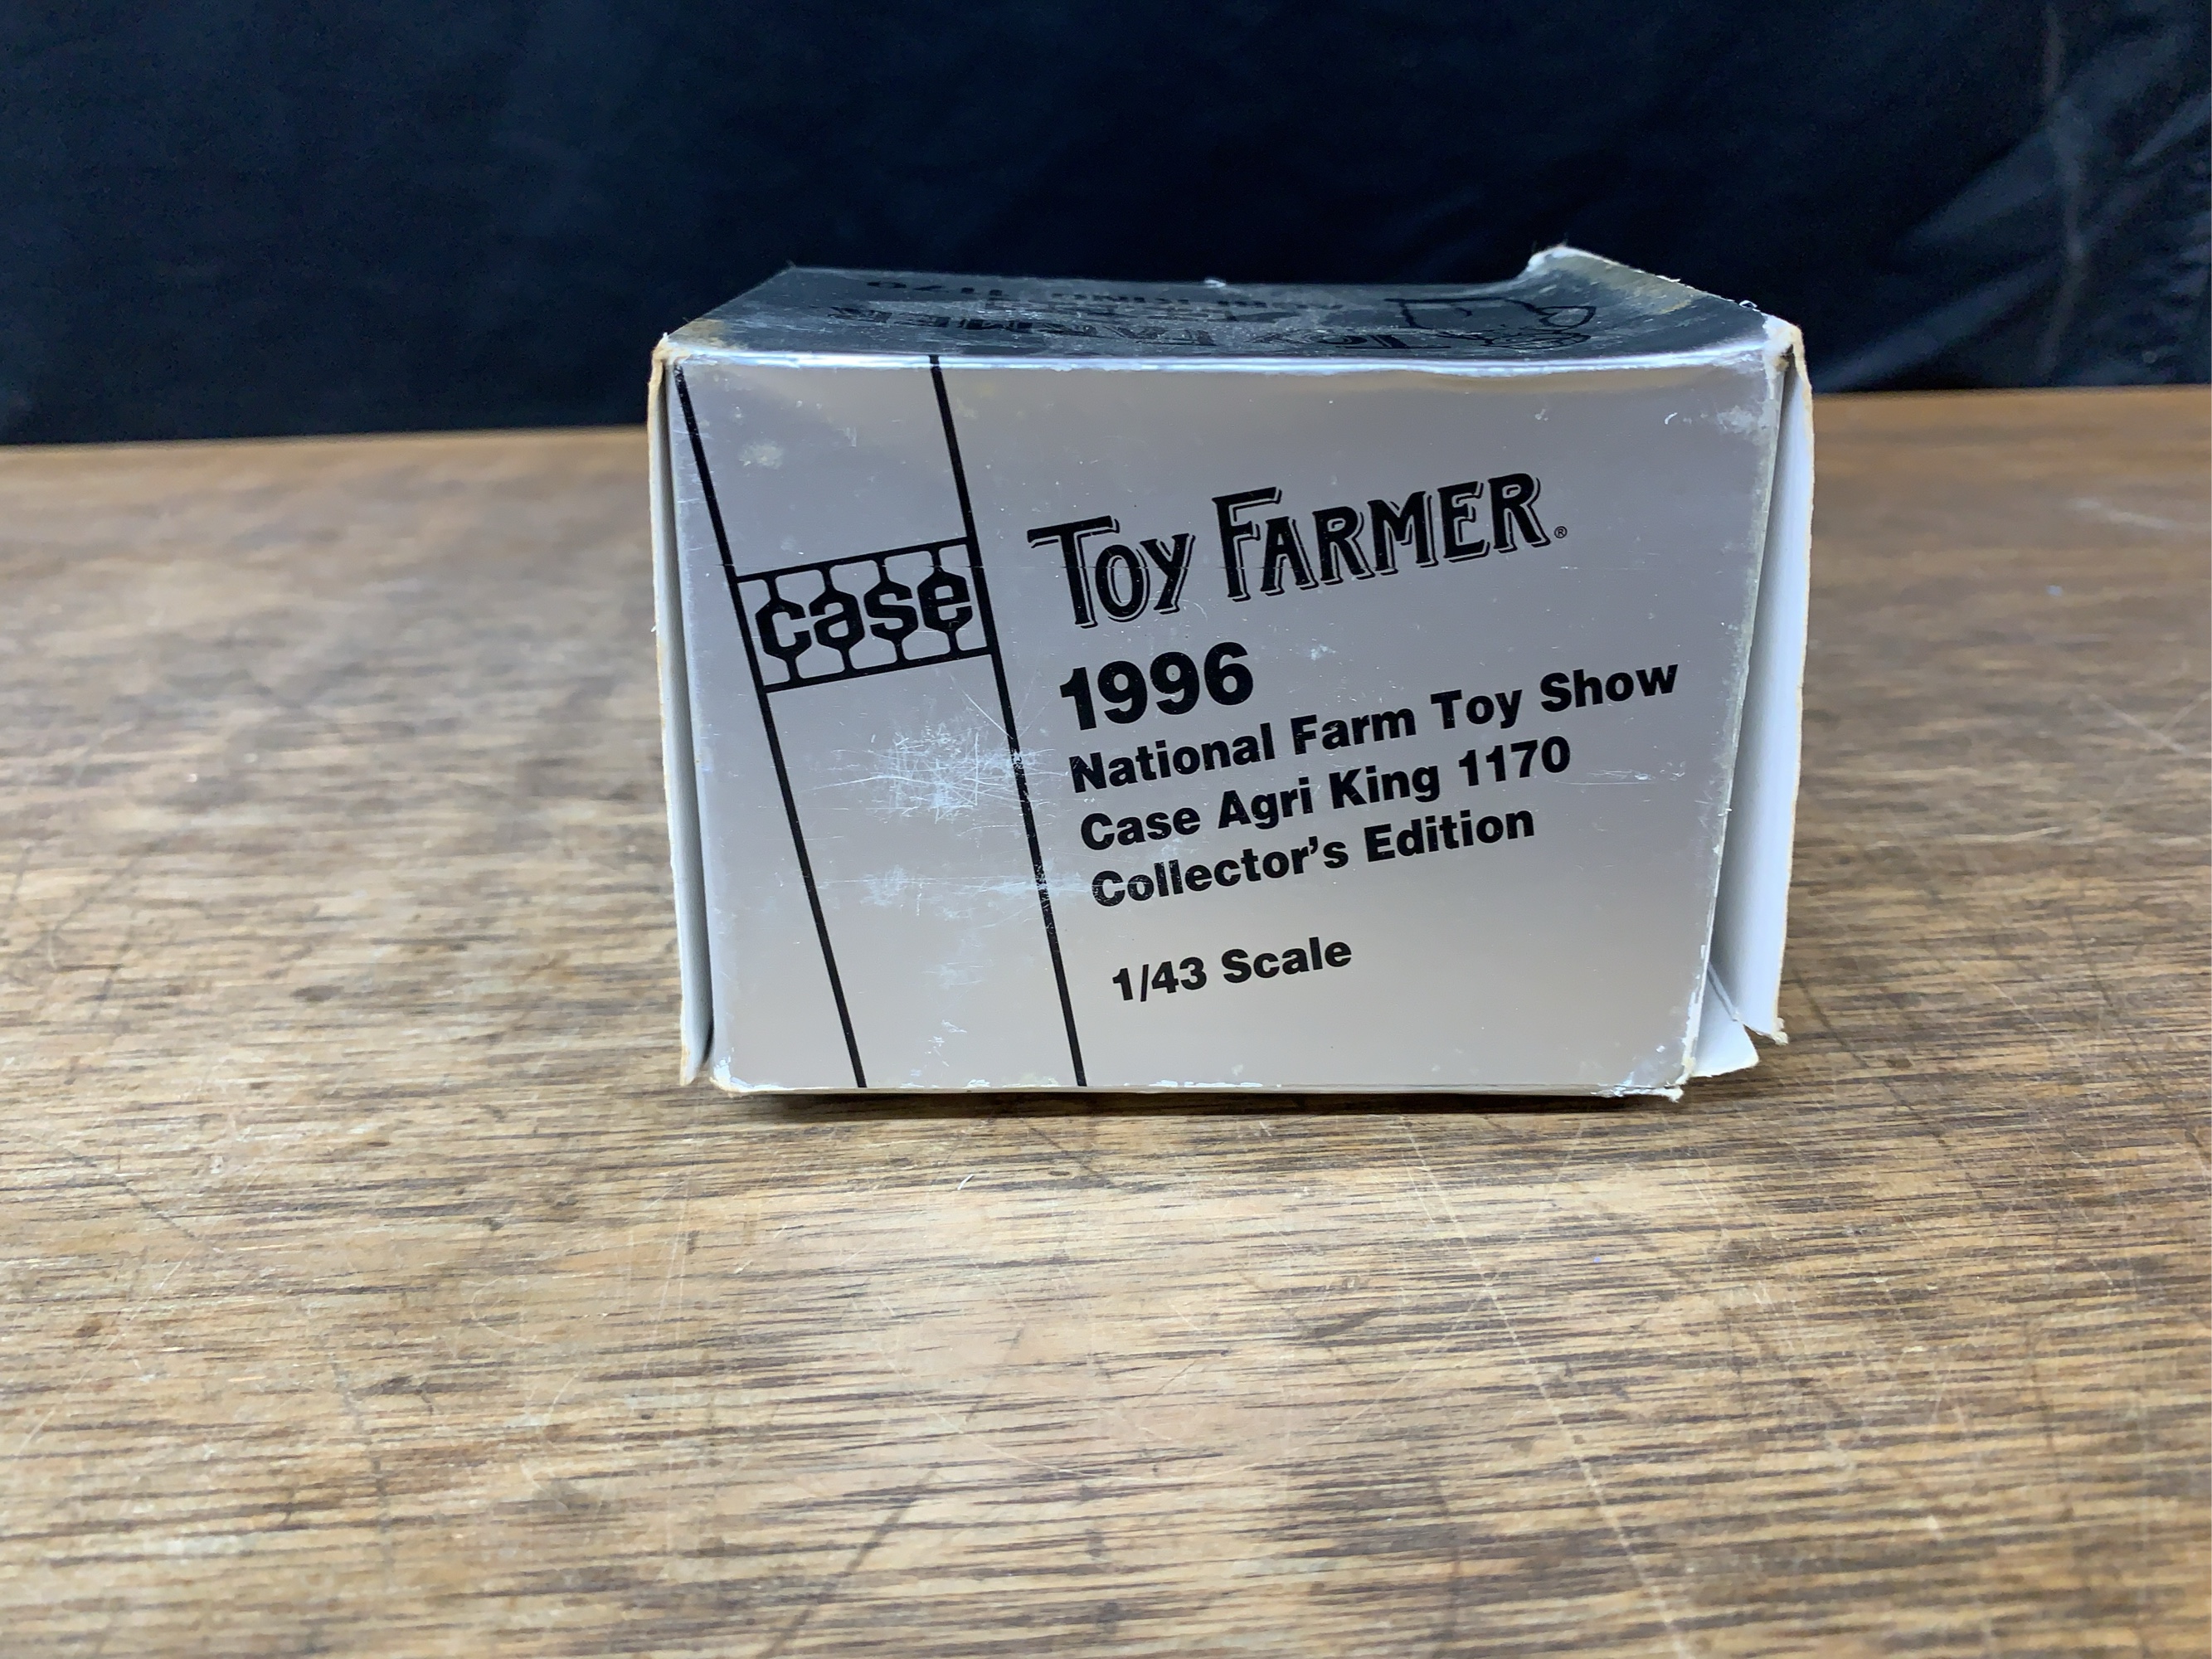 case
TOY FARMER®
1996
National Farm Toy Show
Case Agri King 1170
Collector's Edition
1/43 Scale